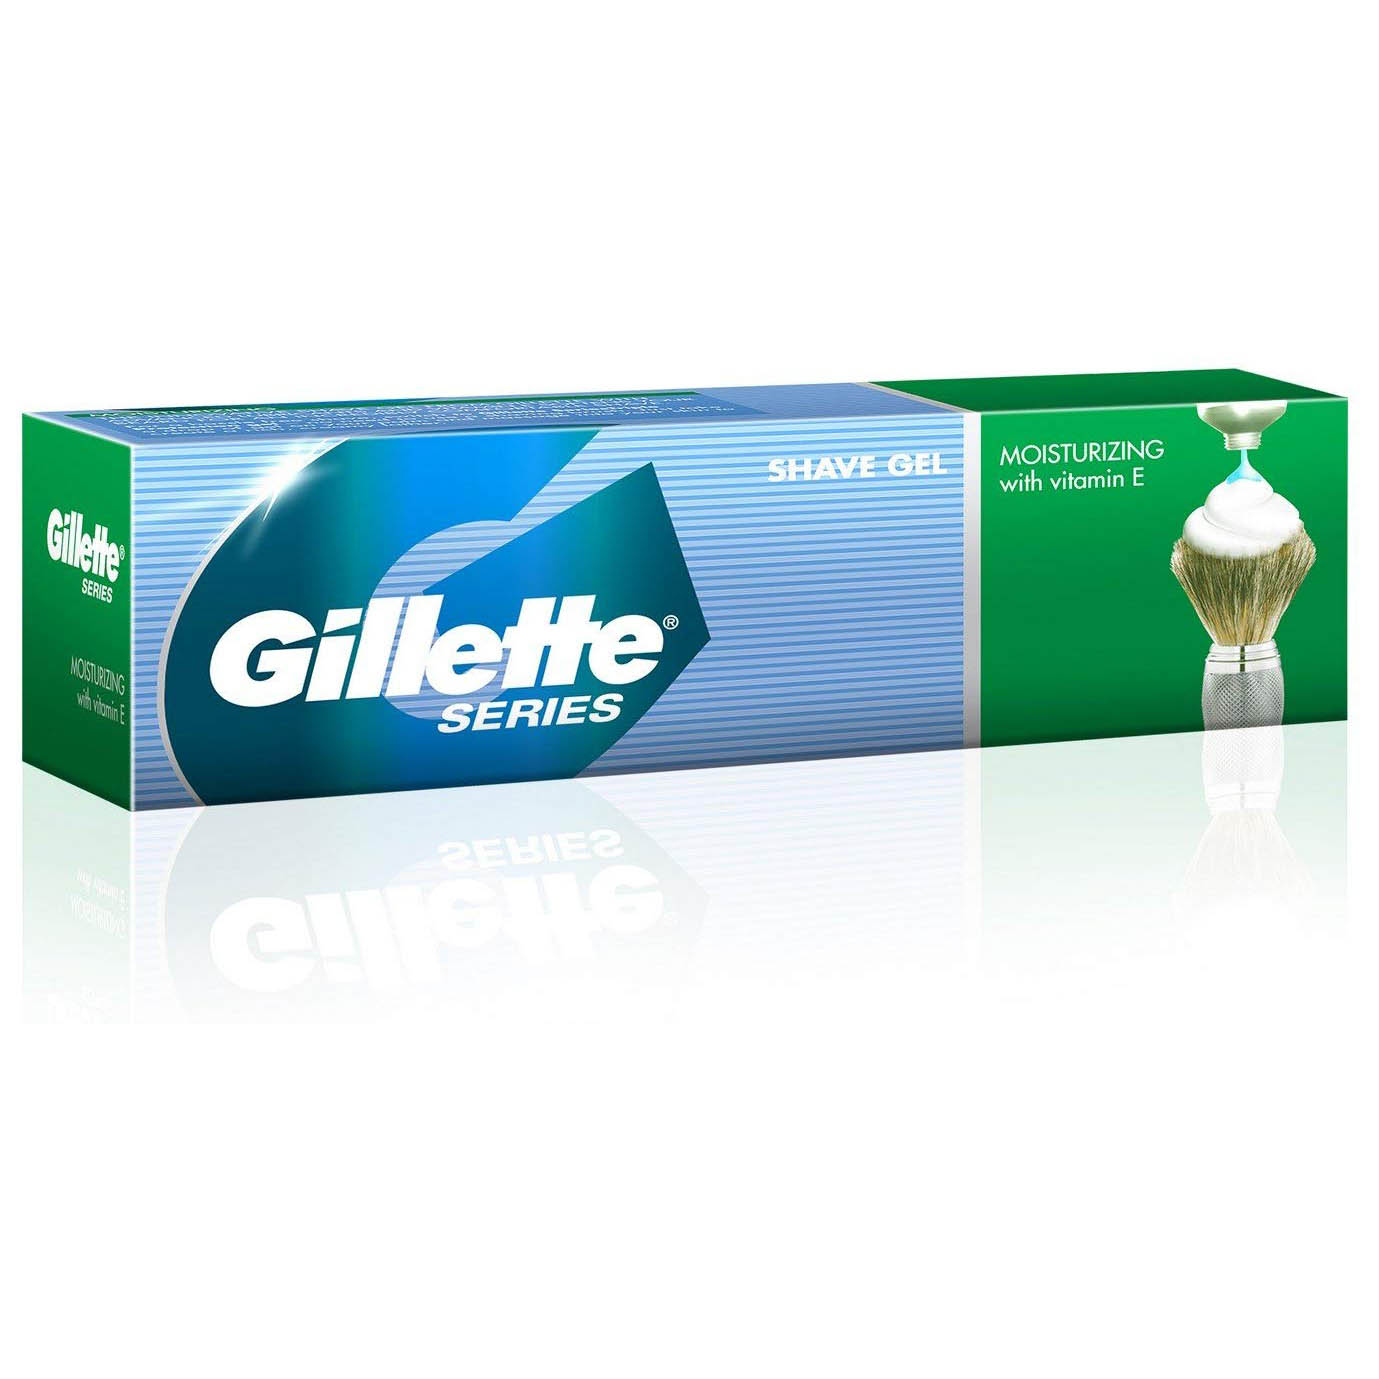 Gillette®
SERIES
MOISTURIZING
with vitamin E
Gillette®
SERIES
SHAVE GEL
MOISTURIZING
with vitamin E